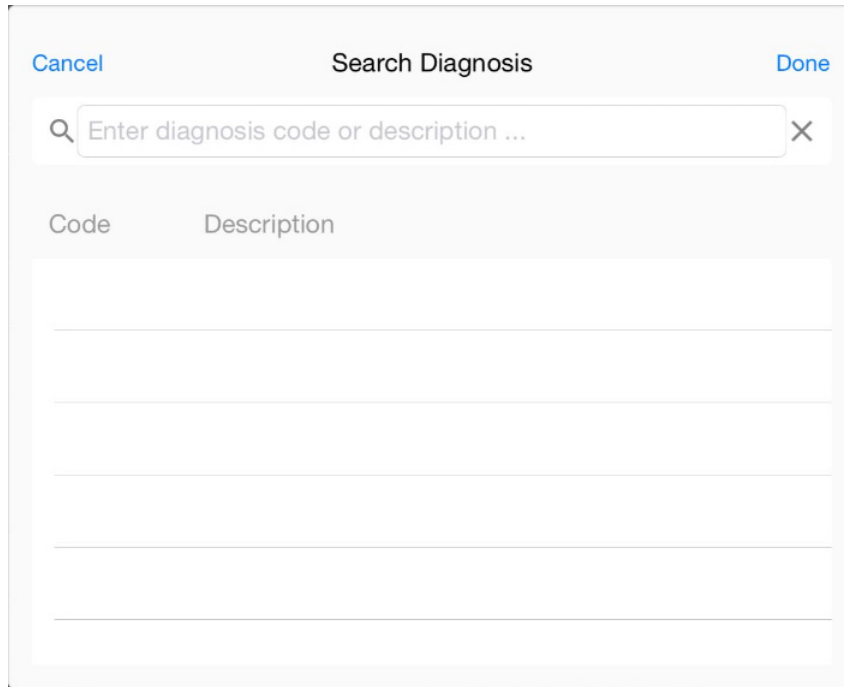 Cancel Search Diagnosis Done
Enter diagnosis code or description ...
Code Description